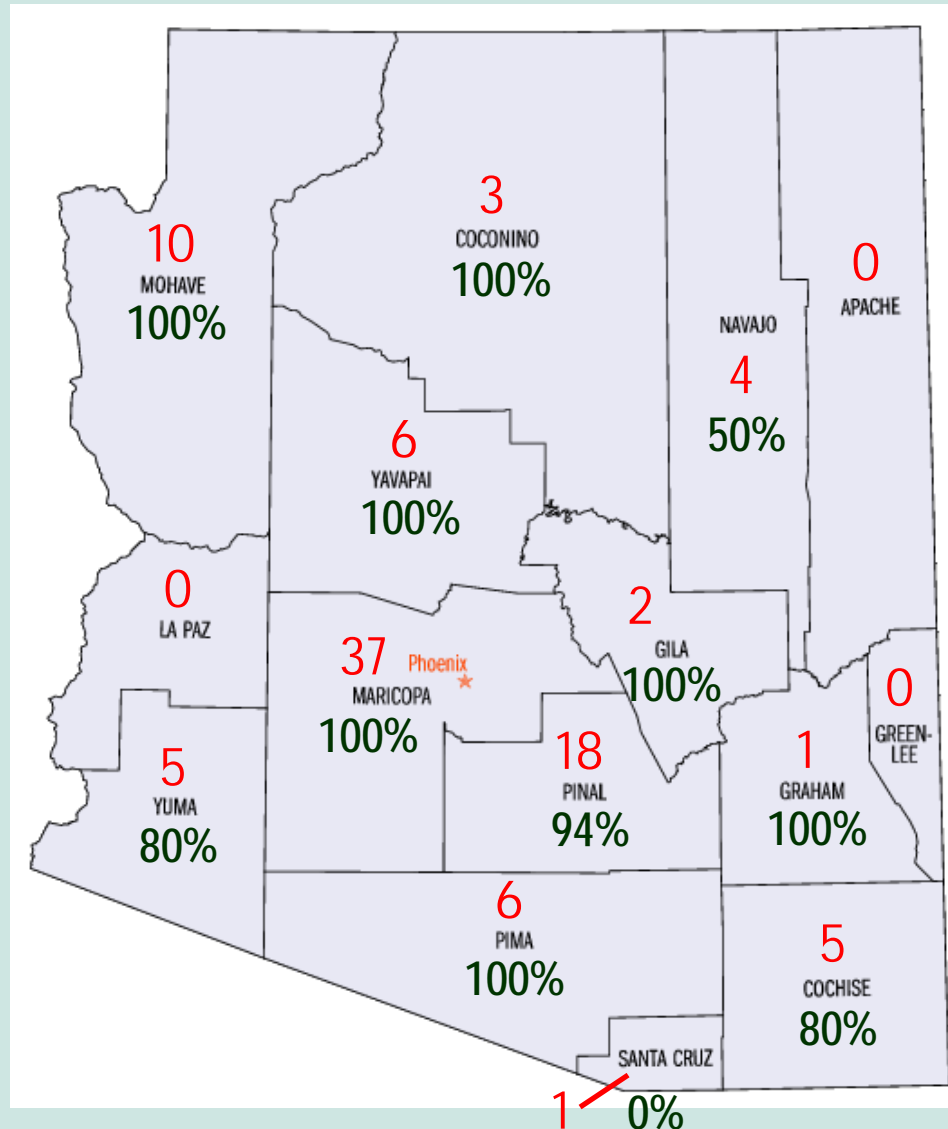 3
COCONINO
100%
10
MOHAVE
100%
0
APACHE
NAVAJO
4
50%
6
YAVAPAI
100%
0
LA PAZ
2
GILA
100%
37
Phoenix
MARICOPA
100%
0
GREEN-
LEE
5
YUMA
80%
18
PINAL
94%
1
GRAHAM
100%
6
PIMA
100%
5
COCHISE
80%
SANTA CRUZ
1
0%